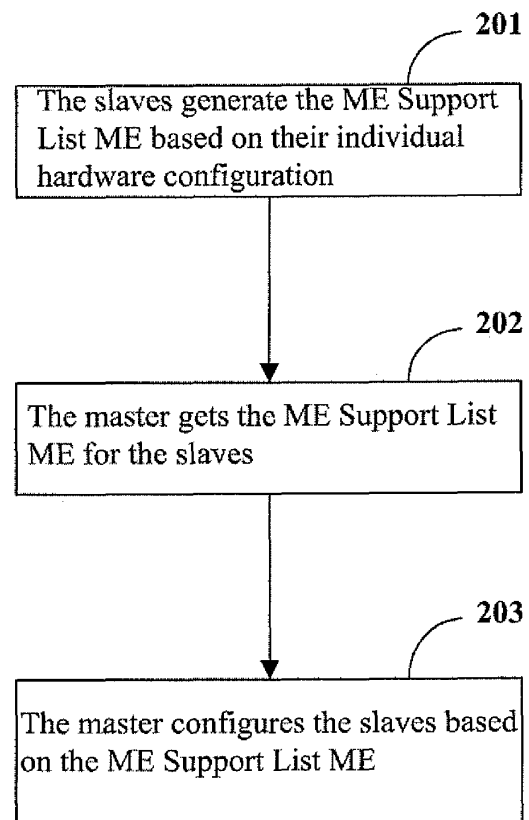 201
The slaves generate the ME Support
List ME based on their individual
hardware configuration
202
The master gets the ME Support List
ME for the slaves
203
The master configures the slaves based
on the ME Support List ME